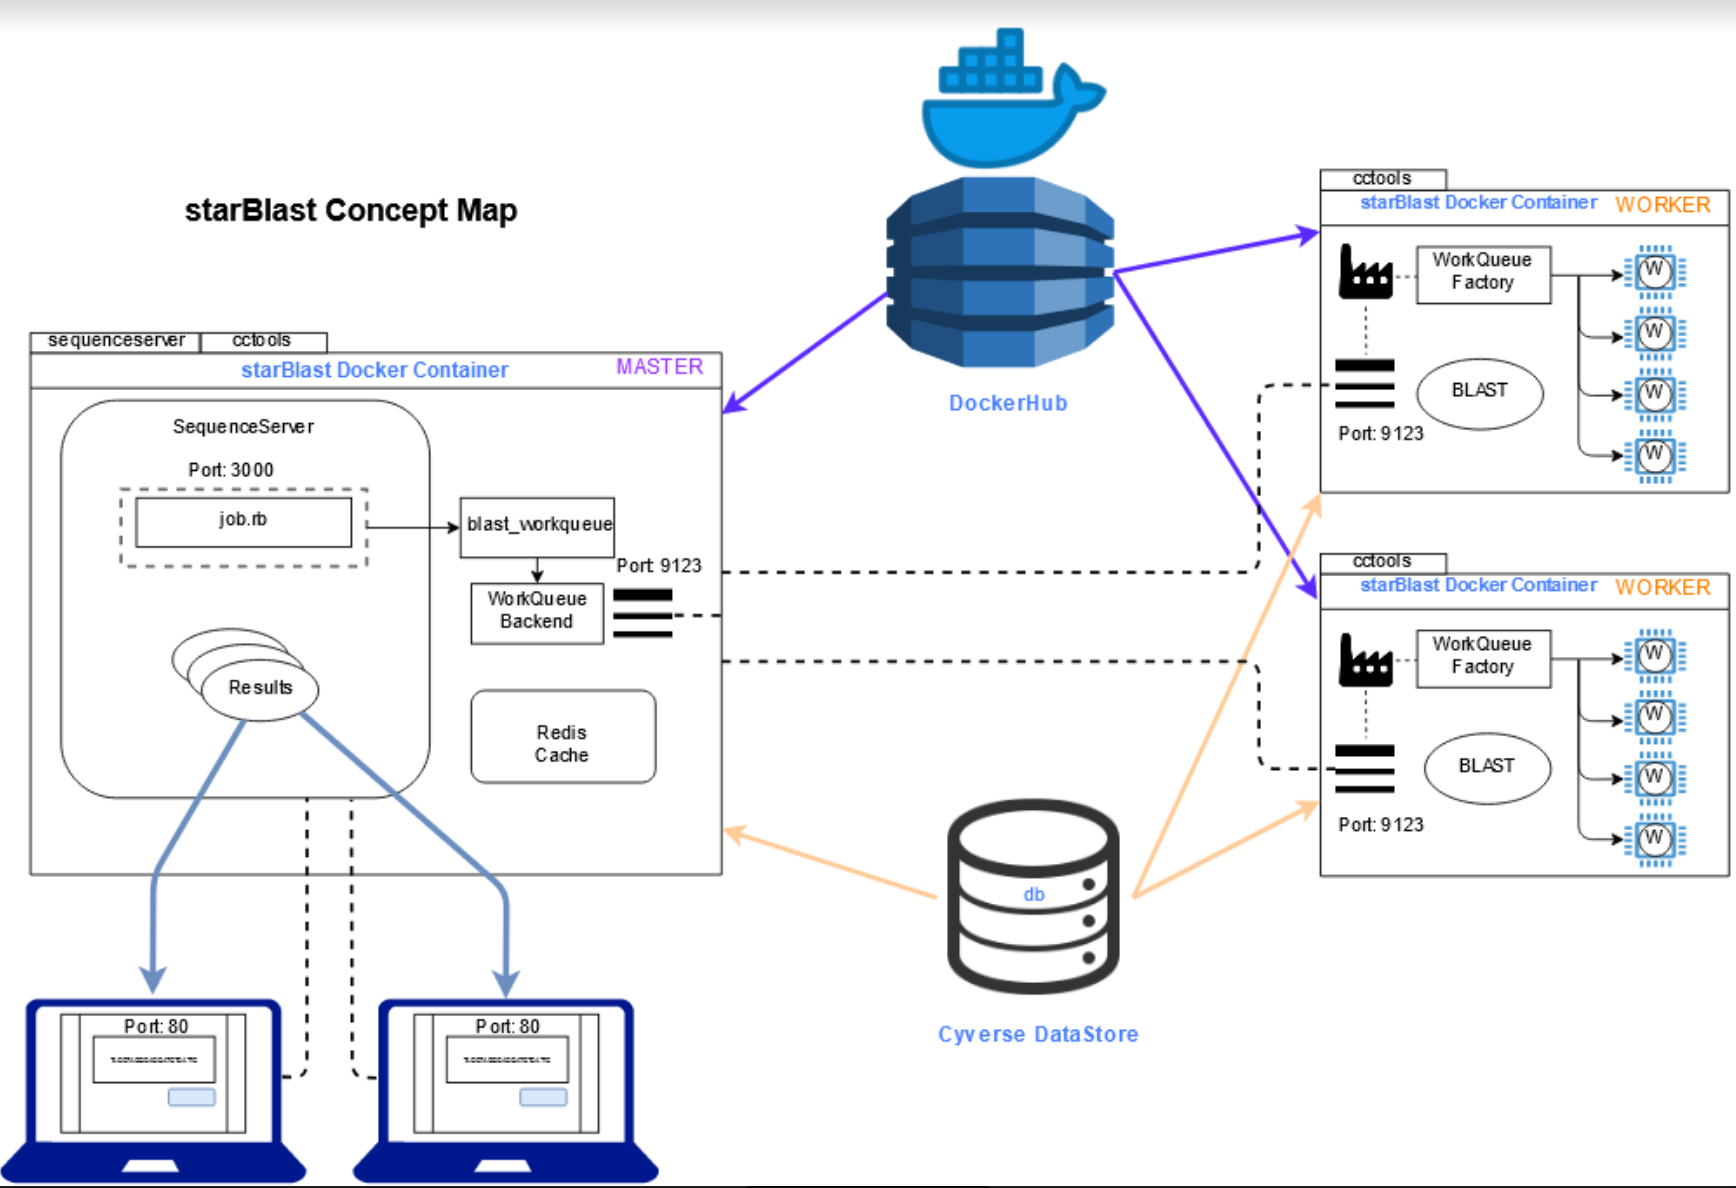 starBlast Concept Map
DockerHub
sequenceserver
cctools
starBlast Docker Container
MASTER
SequenceServer
Port: 3000
job.rb
blast_workqueue
Port: 9123
WorkQueue
Backend
Results
Redis
Cache
Port: 80
Port: 80
db
Cyverse DataStore
cctools
starBlast Docker Container
WORKER
WorkQueue
Factory
W
W
W
W
BLAST
Port: 9123
cctools
starBlast Docker Container
WORKER
WorkQueue
Factory
W
W
W
W
BLAST
Port: 9123